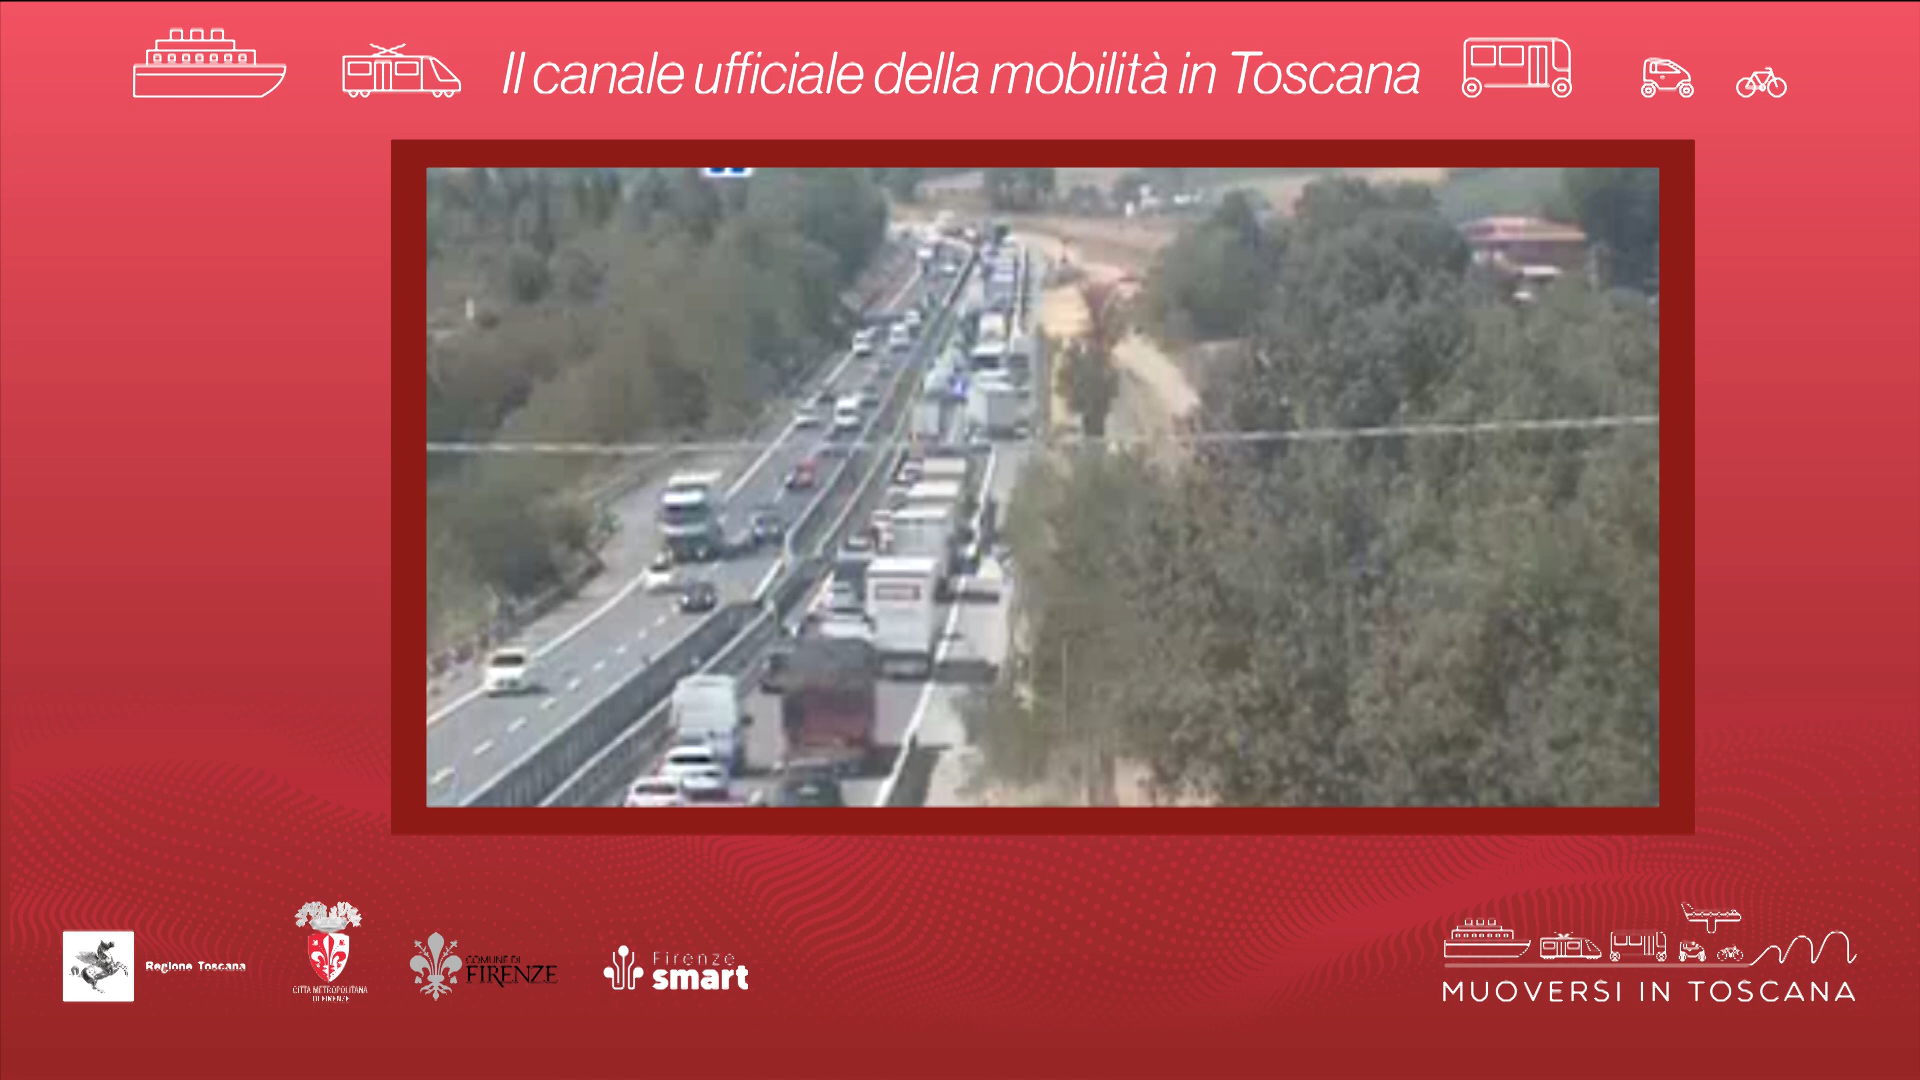 Il canale ufficiale della mobilità in Toscana
Regione Toscana
CITTÀ METROPOLITANA
DI FIRENZE
COMUNE DI
FIRENZE
Firenze
smart
MUOVERSI IN TOSCANA